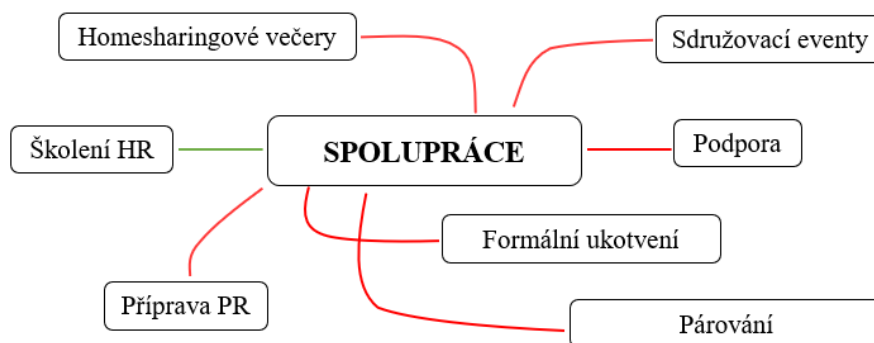 Homesharingové večery
Sdružovací eventy
Školení HR
SPOLUPRÁCE
Podpora
Formální ukotvení
Příprava PR
Párování